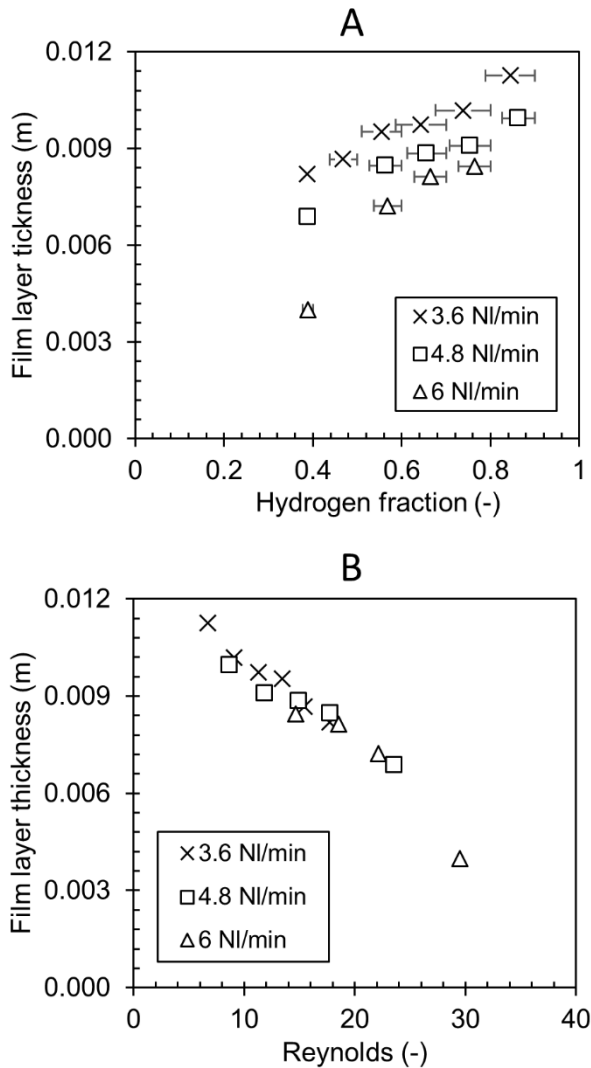 A
Film layer tickness (m)
0.012
0.009
0.006
0.003
0.000
0 0.2 0.4 0.6 0.8 1
Hydrogen fraction (-)
3.6 Nl/min
4.8 Nl/min
6 Nl/min
B
Film layer thickness (m)
0.012
0.009
0.006
0.003
0.000
0 10 20 30 40
Reynolds (-)
3.6 Nl/min
4.8 Nl/min
6 Nl/min